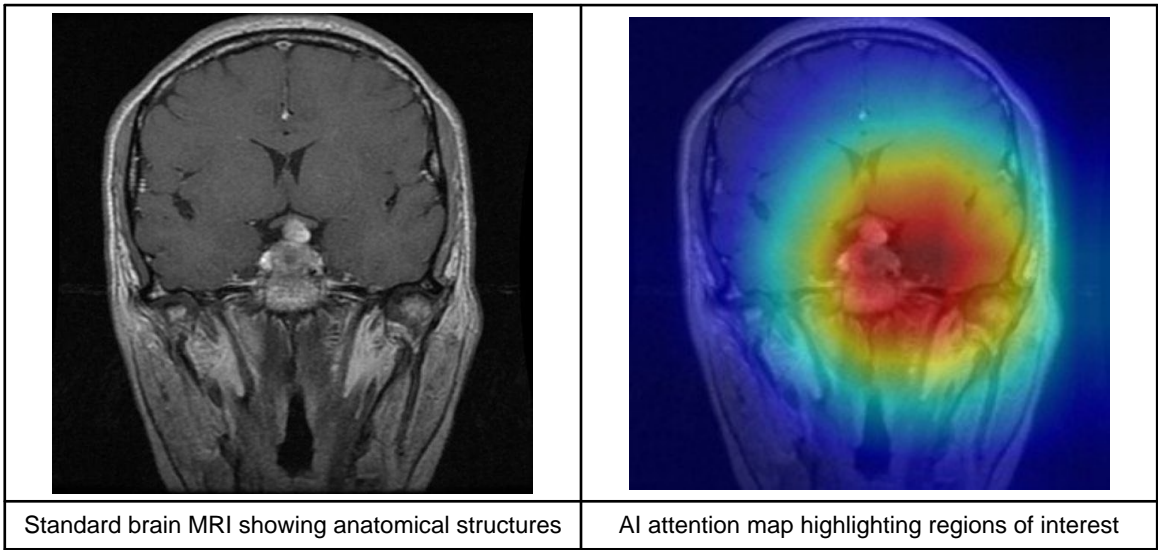 Standard brain MRI showing anatomical structures
AI attention map highlighting regions of interest